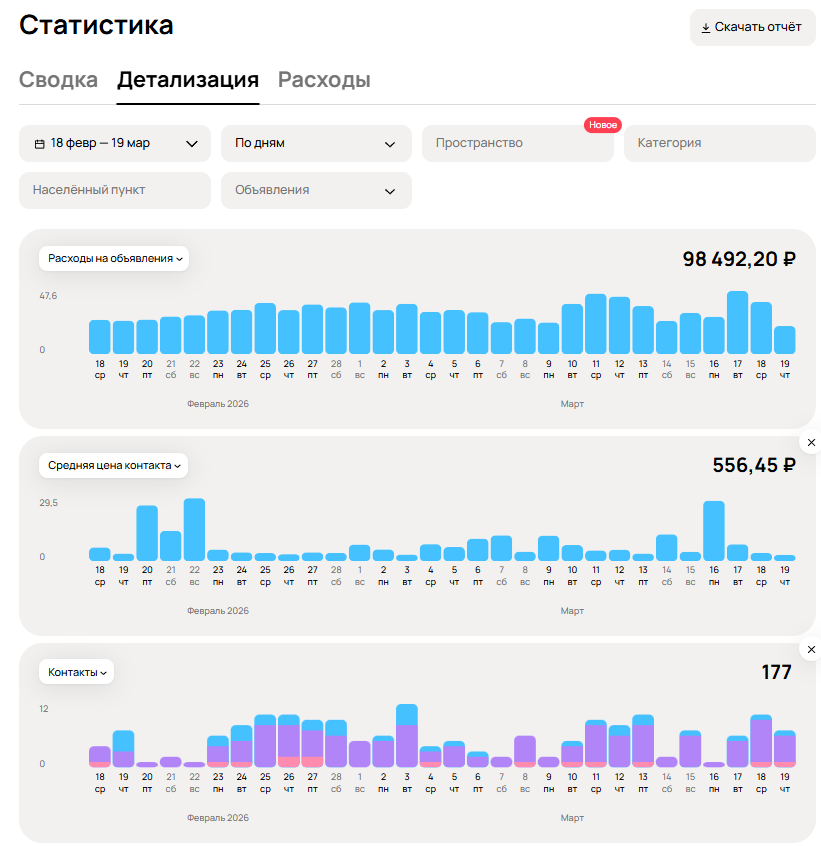 Статистика
Скачать отчёт
Сводка Детализация Расходы
18 февр — 19 мар По дням Пространство Новое Категория
Населённый пункт Объявления
Расходы на объявления 98 492,20 ₽
47.6
0
18 19 20 21 22 23 24 25 26 27 28 1 2 3 4 5 6 7 8 9 10 11 12 13 14 15 16 17 18 19
ср чт пт сб вс пн вт ср чт пт сб вс пн вт ср чт пт сб вс пн вт ср чт пт сб вс пн вт ср чт
Февраль 2026 Март
Средняя цена контакта 556,45 ₽
29,5
0
18 19 20 21 22 23 24 25 26 27 28 1 2 3 4 5 6 7 8 9 10 11 12 13 14 15 16 17 18 19
ср чт пт сб вс пн вт ср чт пт сб вс пн вт ср чт пт сб вс пн вт ср чт пт сб вс пн вт ср чт
Февраль 2026 Март
Контакты 177
12
0
18 19 20 21 22 23 24 25 26 27 28 1 2 3 4 5 6 7 8 9 10 11 12 13 14 15 16 17 18 19
ср чт пт сб вс пн вт ср чт пт сб вс пн вт ср чт пт сб вс пн вт ср чт пт сб вс пн вт ср чт
Февраль 2026 Март